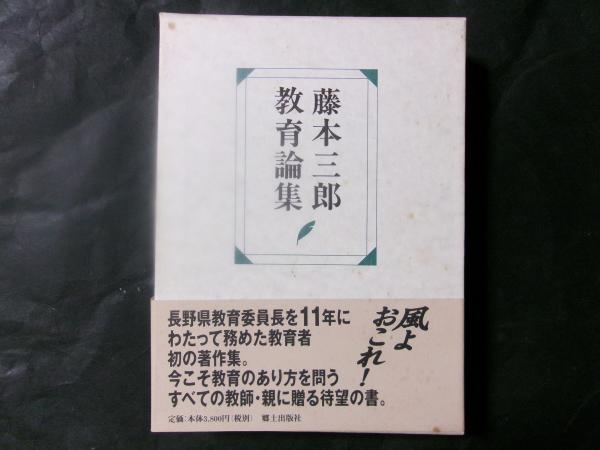 藤本三郎
教育論集
風よ
おこれ!
長野県教育委員長を11年に
わたって務めた教育者
初の著作集。
今こそ教育のあり方を問う
すべての教師・親に贈る待望の書。
定価:本体3,800円(税別) 郷土出版社